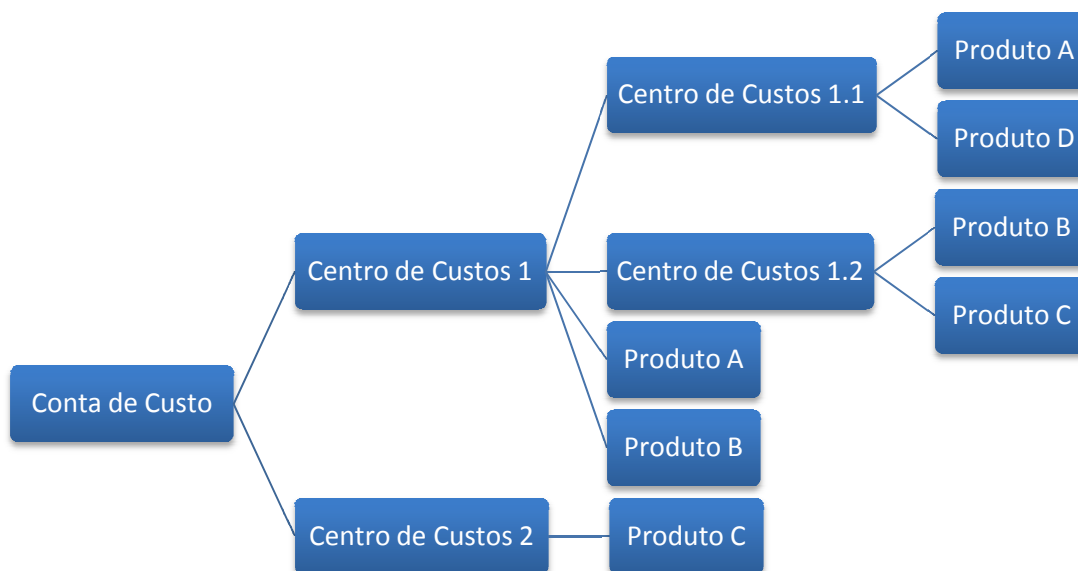 Produto A
Centro de Custos 1.1
Produto D
Produto B
Centro de Custos 1
Centro de Custos 1.2
Produto C
Produto A
Conta de Custo
Produto B
Centro de Custos 2
Produto C